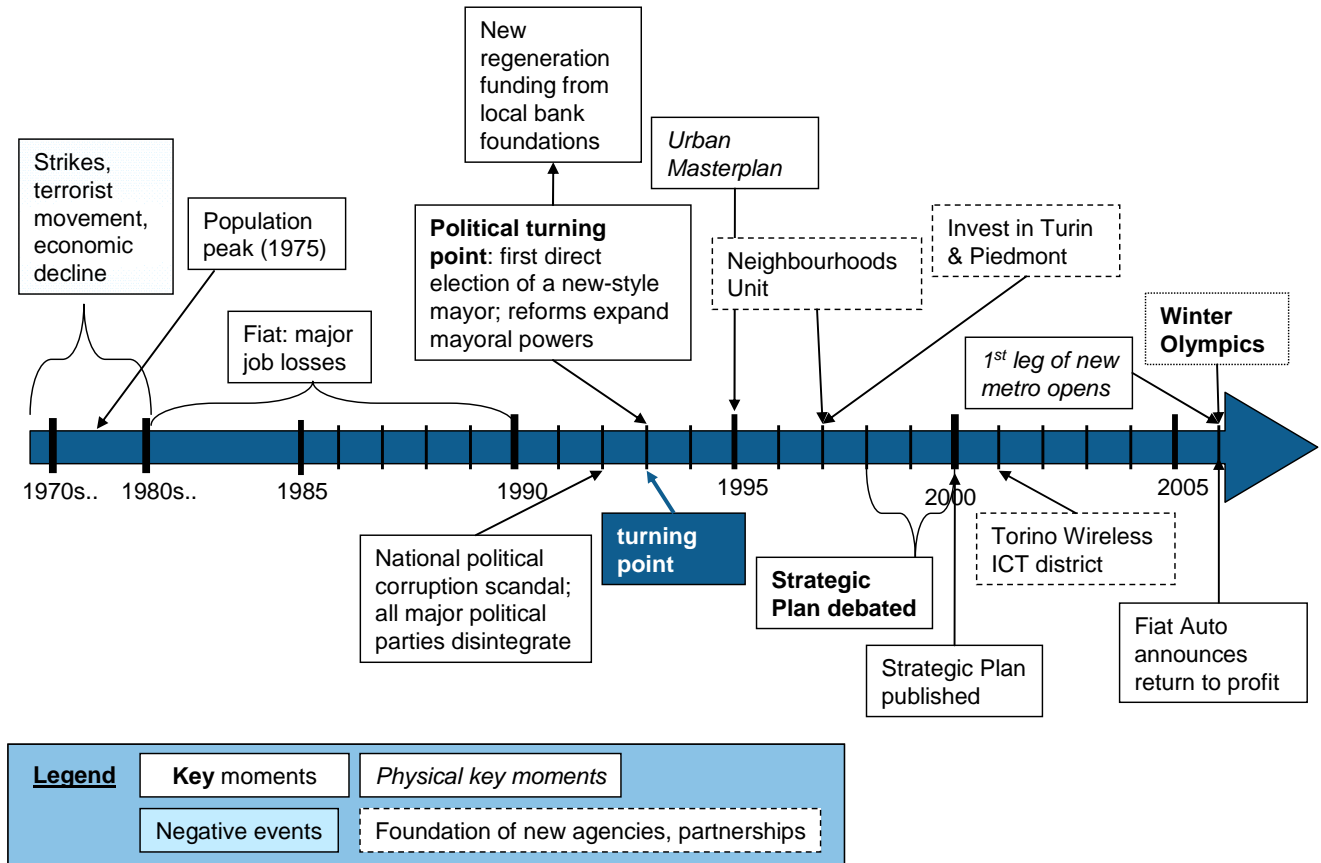 New
regeneration
funding from
local bank
foundations
Strikes,
terrorist
movement,
economic
decline
Population
peak (1975)
Fiat: major
job losses
Political turning
point: first direct
election of a new-style
mayor; reforms expand
mayoral powers
Urban
Masterplan
Neighbourhoods
Unit
Invest in Turin
& Piedmont
1st leg of new
metro opens
Winter
Olympics
1970s..
1980s..
1985
1990
1995
2000
2005
National political
corruption scandal;
all major political
parties disintegrate
turning
point
Strategic
Plan debated
Strategic Plan
published
Torino Wireless
ICT district
Fiat Auto
announces
return to profit
Legend
Key moments
Physical key moments
Negative events
Foundation of new agencies, partnerships